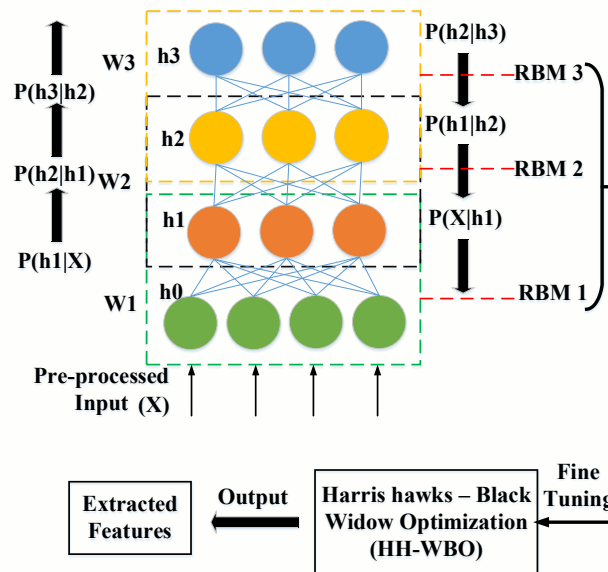 P(h2|h3)
W3
h3
RBM 3
P(h3|h2)
P(h1|h2)
h2
P(h2|h1)
W2
RBM 2
h1
P(X|h1)
P(h1|X)
h0
W1
RBM 1
Pre-processed
Input (X)
Fine
Tuning
Extracted
Features
Output
Harris hawks – Black
Widow Optimization
(HH-WBO)